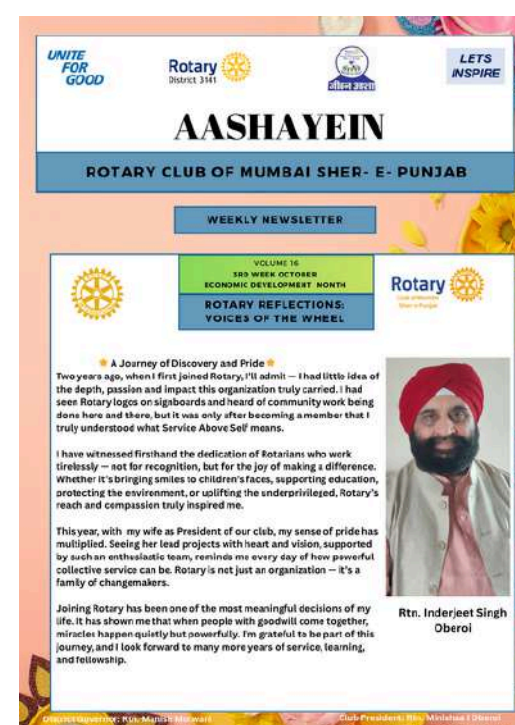 UNITE
FOR
GOOD
Rotary
District 3141
जीवन आशा
LETS
INSPIRE
AASHAYEIN
ROTARY CLUB OF MUMBAI SHER- E- PUNJAB
WEEKLY NEWSLETTER
VOLUME 16
3RD WEEK OCTOBER
ECONOMIC DEVELOPMENT MONTH
ROTARY REFLECTIONS:
VOICES OF THE WHEEL
Rotary
Club of Mumbai
Sher-e-Punjab
A Journey of Discovery and Pride
Two years ago, when I first joined Rotary, I'll admit — I had little idea of
the depth, passion and impact this organization truly carried. I had
seen Rotary logos on signboards and heard of community work being
done here and there, but it was only after becoming a member that I
truly understood what Service Above Self means.
I have witnessed firsthand the dedication of Rotarians who work
tirelessly — not for recognition, but for the joy of making a difference.
Whether it's bringing smiles to children's faces, supporting education,
protecting the environment, or uplifting the underprivileged, Rotary's
reach and compassion truly inspired me.
This year, with my wife as President of our club, my sense of pride has
multiplied. Seeing her lead projects with heart and vision, supported
by such an enthusiastic team, reminds me every day of how powerful
collective service can be. Rotary is not just an organization — it's a
family of changemakers.
Joining Rotary has been one of the most meaningful decisions of my
life. It has shown me that when people with goodwill come together,
miracles happen quietly but powerfully. I'm grateful to be part of this
journey, and I look forward to many more years of service, learning,
and fellowship.
Rtn. Inderjeet Singh
Oberoi
District Governor: Rtn. Manish Motwani
Club President: Rtn. Minishaa I Oberoi